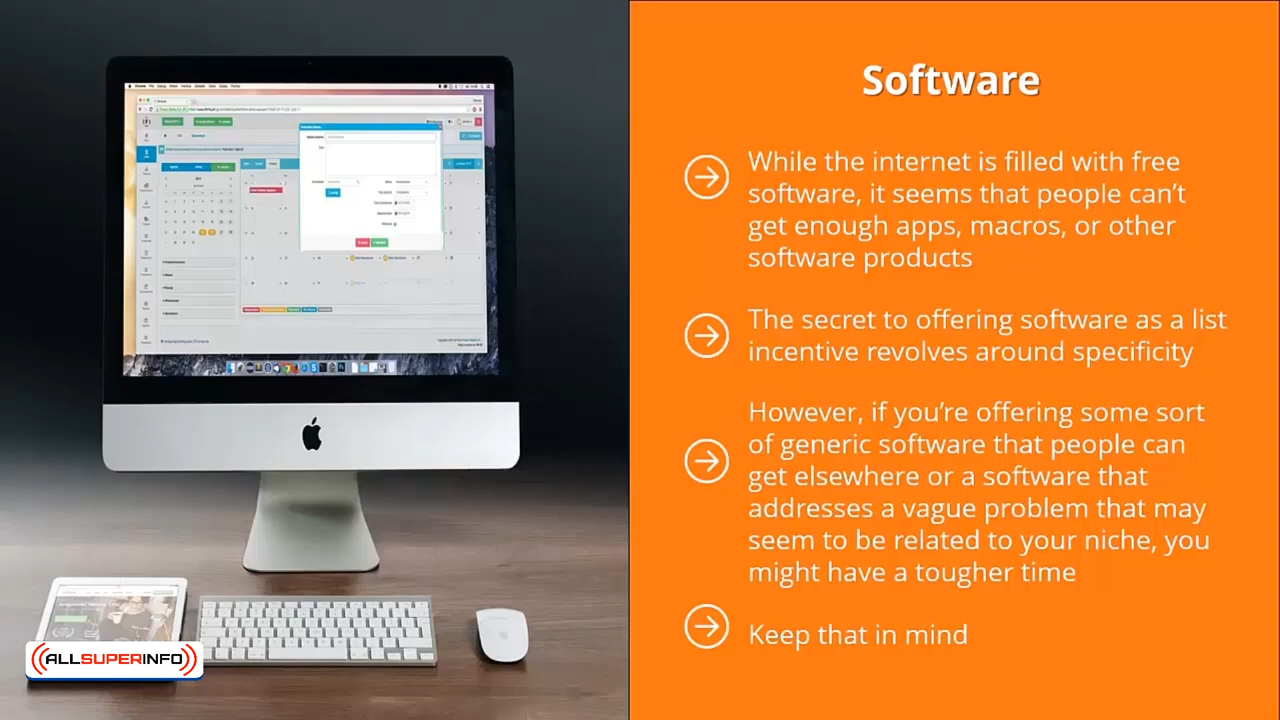 Software
While the internet is filled with free
software, it seems that people can't
get enough apps, macros, or other
software products
The secret to offering software as a list
incentive revolves around specificity
However, if you're offering some sort
of generic software that people can
get elsewhere or a software that
addresses a vague problem that may
seem to be related to your niche, you
might have a tougher time
Keep that in mind
ALLSUPERINFO